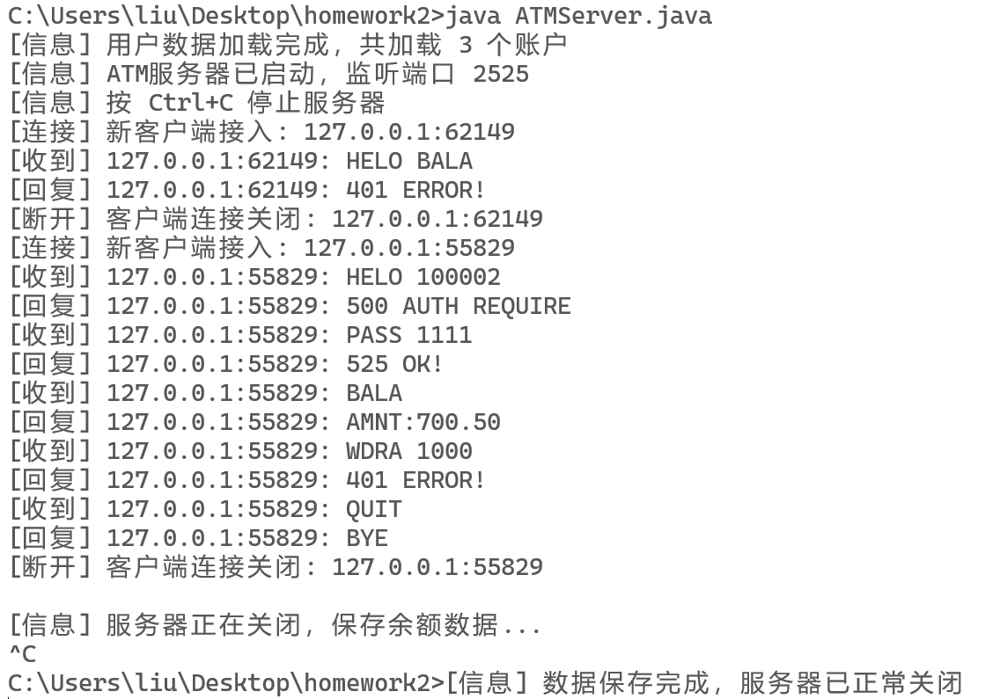 C:\Users\liu\Desktop\homework2>java ATMServer.java
[信息] 用户数据加载完成，共加载 3 个账户
[信息] ATM服务器已启动，监听端口 2525
[信息] 按 Ctrl+C 停止服务器
[连接] 新客户端接入: 127.0.0.1:62149
[收到] 127.0.0.1:62149: HELO BALA
[回复] 127.0.0.1:62149: 401 ERROR!
[断开] 客户端连接关闭: 127.0.0.1:62149
[连接] 新客户端接入: 127.0.0.1:55829
[收到] 127.0.0.1:55829: HELO 100002
[回复] 127.0.0.1:55829: 500 AUTH REQUIRE
[收到] 127.0.0.1:55829: PASS 1111
[回复] 127.0.0.1:55829: 525 OK!
[收到] 127.0.0.1:55829: BALA
[回复] 127.0.0.1:55829: AMNT:700.50
[收到] 127.0.0.1:55829: WDRA 1000
[回复] 127.0.0.1:55829: 401 ERROR!
[收到] 127.0.0.1:55829: QUIT
[回复] 127.0.0.1:55829: BYE
[断开] 客户端连接关闭: 127.0.0.1:55829
[信息] 服务器正在关闭，保存余额数据...
^C
C:\Users\liu\Desktop\homework2>[信息] 数据保存完成，服务器已正常关闭